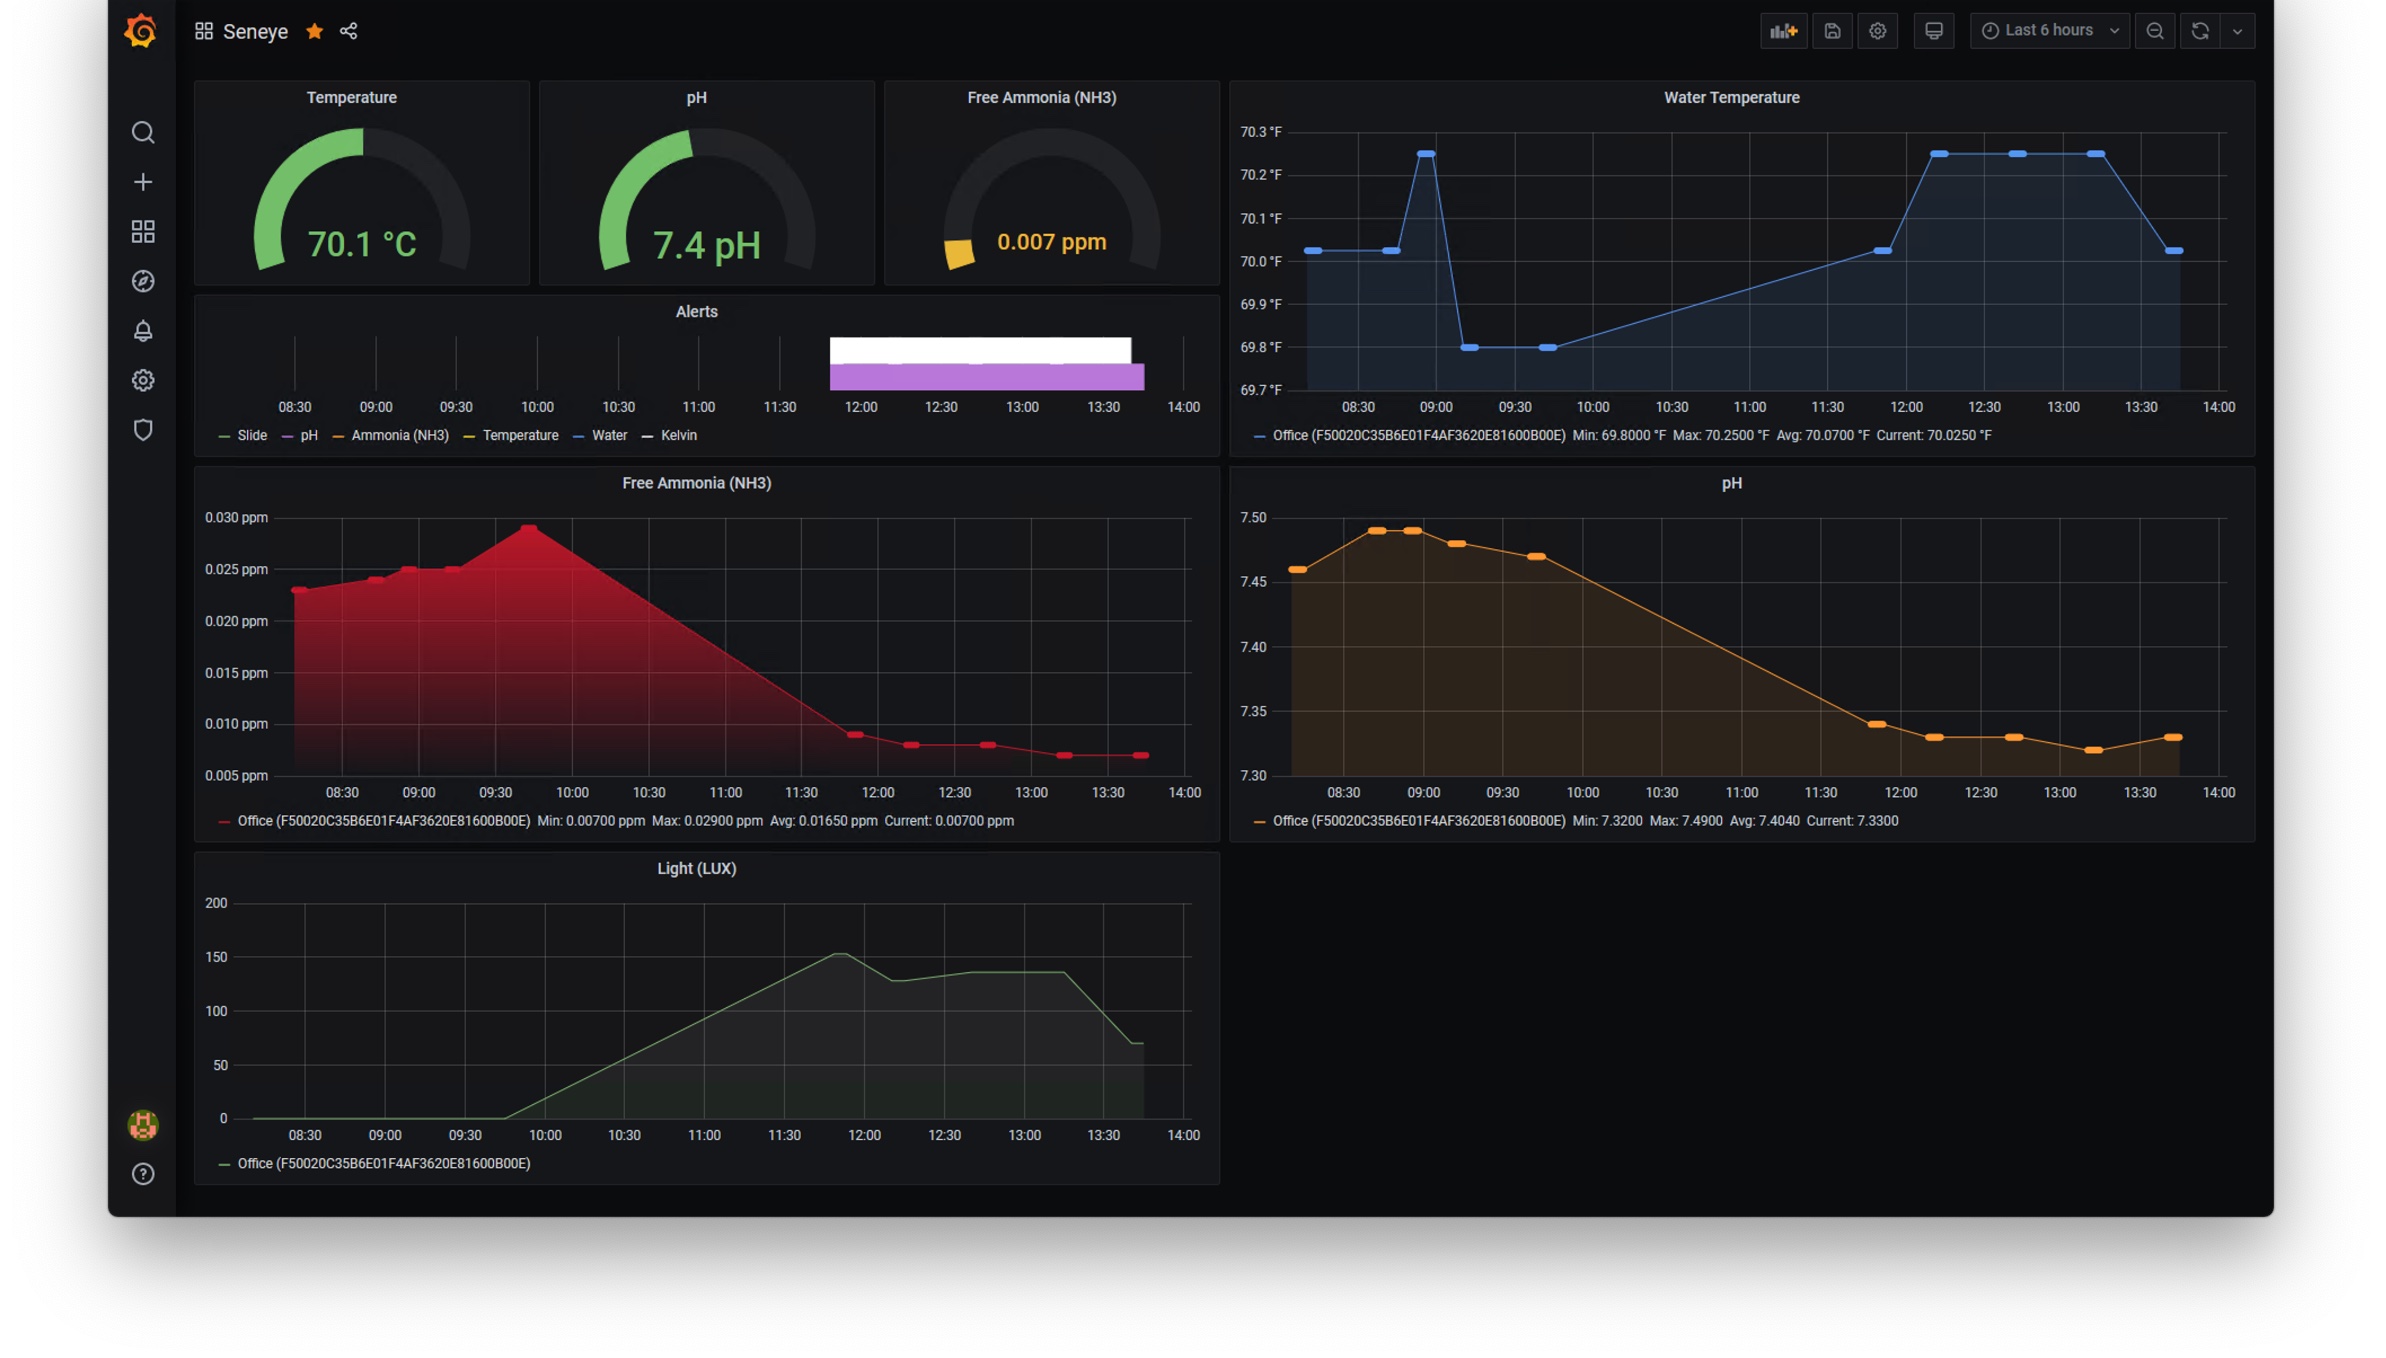 Seneye
Last 6 hours
Temperature
70.1 °C
pH
7.4 pH
Free Ammonia (NH3)
0.007 ppm
Water Temperature
70.3 °F
70.2 °F
70.1 °F
70.0 °F
69.9 °F
69.8 °F
69.7 °F
08:30 09:00 09:30 10:00 10:30 11:00 11:30 12:00 12:30 13:00 13:30 14:00
Office (F50020C35B6E01F4AF3620E81600B00E) Min: 69.8000 °F Max: 70.2500 °F Avg: 70.0700 °F Current: 70.0250 °F
Alerts
08:30 09:00 09:30 10:00 10:30 11:00 11:30 12:00 12:30 13:00 13:30 14:00
Slide pH Ammonia (NH3) Temperature Water Kelvin
Free Ammonia (NH3)
0.030 ppm
0.025 ppm
0.020 ppm
0.015 ppm
0.010 ppm
0.005 ppm
08:30 09:00 09:30 10:00 10:30 11:00 11:30 12:00 12:30 13:00 13:30 14:00
Office (F50020C35B6E01F4AF3620E81600B00E) Min: 0.00700 ppm Max: 0.02900 ppm Avg: 0.01650 ppm Current: 0.00700 ppm
pH
7.50
7.45
7.40
7.35
7.30
08:30 09:00 09:30 10:00 10:30 11:00 11:30 12:00 12:30 13:00 13:30 14:00
Office (F50020C35B6E01F4AF3620E81600B00E) Min: 7.3200 Max: 7.4900 Avg: 7.4040 Current: 7.3300
Light (LUX)
200
150
100
50
0
08:30 09:00 09:30 10:00 10:30 11:00 11:30 12:00 12:30 13:00 13:30 14:00
Office (F50020C35B6E01F4AF3620E81600B00E)